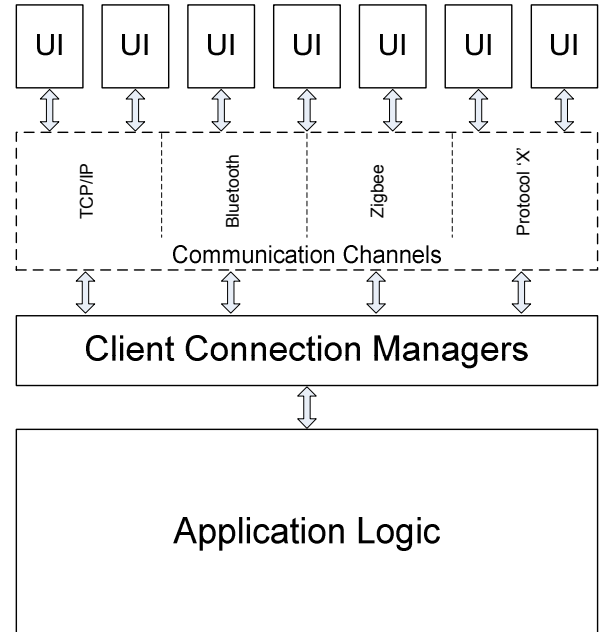 UI UI UI UI UI UI UI
TCP/IP
Bluetooth
Zigbee
Protocol ‘X’
Communication Channels
Client Connection Managers
Application Logic